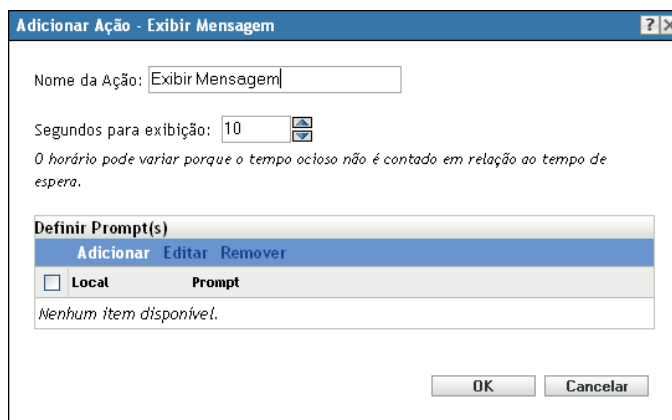 Adicionar Ação - Exibir Mensagem ?
Nome da Ação: Exibir Mensagem
Segundos para exibição: 10
O horário pode variar porque o tempo ocioso não é contado em relação ao tempo de
espera.
Definir Prompt(s)
Adicionar Editar Remover
Local Prompt
Nenhum item disponível.
OK Cancelar